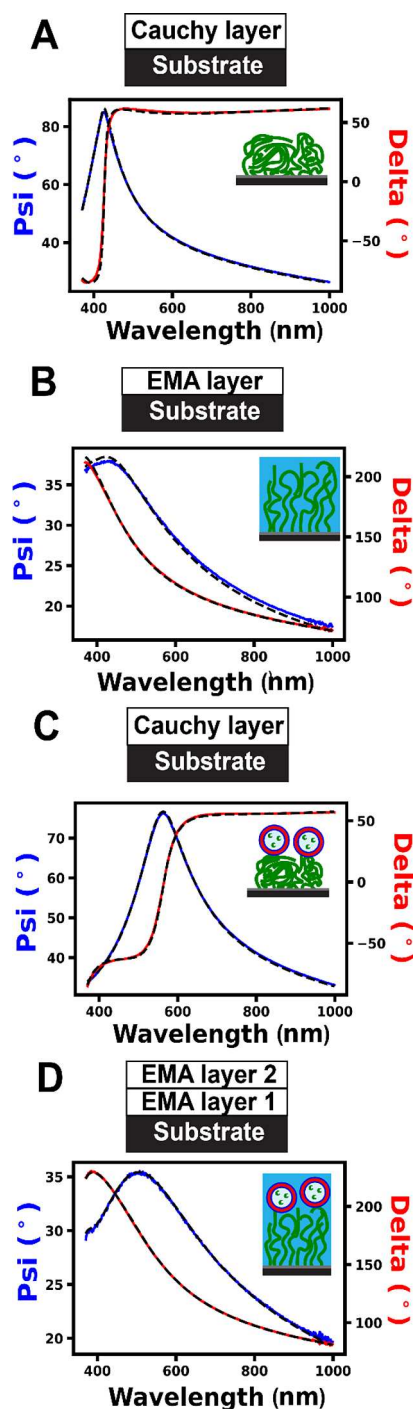 A
Cauchy layer
Substrate
80
60
40
50
0
−50
Psi ( ° )
Delta ( ° )
400 600 800 1000
Wavelength (nm)
B
EMA layer
Substrate
35
30
25
20
200
150
100
Psi ( ° )
Delta ( ° )
400 600 800 1000
Wavelength (nm)
C
Cauchy layer
Substrate
70
60
50
40
50
0
−50
Psi ( ° )
Delta ( ° )
400 600 800 1000
Wavelength (nm)
D
EMA layer 2
EMA layer 1
Substrate
35
30
25
20
200
150
100
Psi ( ° )
Delta ( ° )
400 600 800 1000
Wavelength (nm)